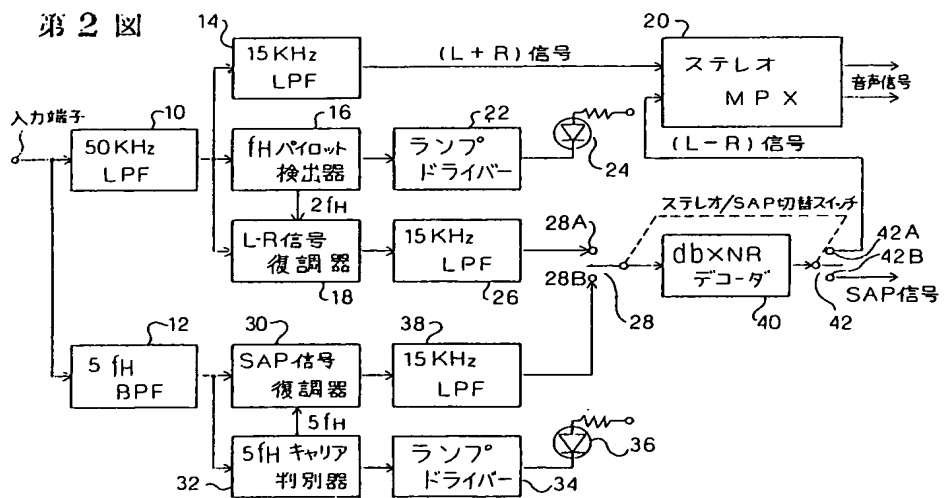 第2図
入力端子
10
50KHz
LPF
14
15KHz
LPF
(L+R)信号
20
ステレオ
MPX
音声信号
16
fHパイロット
検出器
22
ランプ
ドライバー
24
(L-R)信号
2fH
L-R信号
復調器
18
15KHz
LPF
26
28A
28B
28
ステレオ/SAP切替スイッチ
dbXNR
デコーダ
40
42A
42B
42
SAP信号
12
5fH
BPF
30
SAP信号
復調器
38
15KHz
LPF
5fH
5fHキャリア
判別器
32
ランプ
ドライバー
34
36